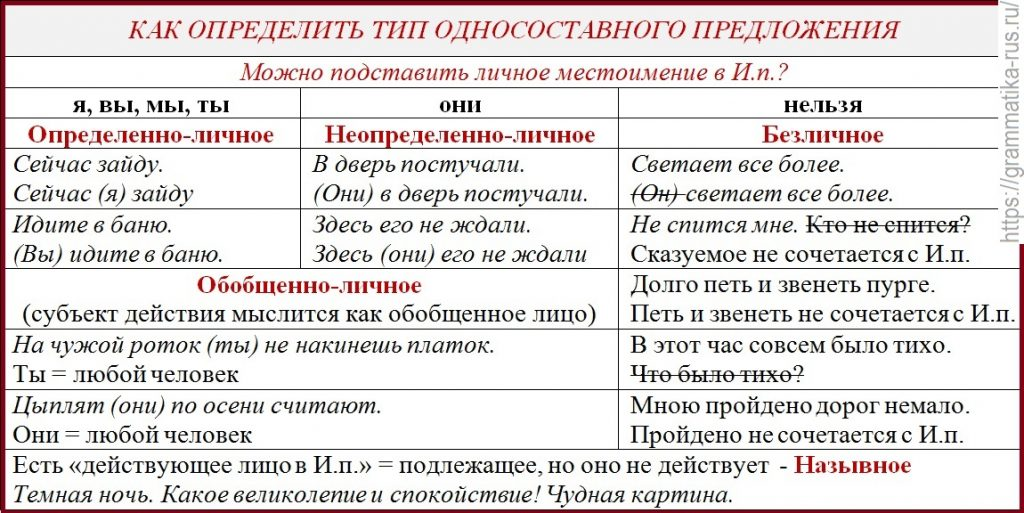 КАК ОПРЕДЕЛИТЬ ТИП ОДНОСОСТАВНОГО ПРЕДЛОЖЕНИЯ
Можно подставить личное местоимение в И.п.?
я, вы, мы, ты
они
нельзя
Определенно-личное
Неопределенно-личное
Безличное
Сейчас зайду.
Сейчас (я) зайду
В дверь постучали.
(Они) в дверь постучали.
Светает все более.
(Он) светает все более.
Идите в баню.
(Вы) идите в баню.
Здесь его не ждали.
Здесь (они) его не ждали
Не спится мне. Кто не спится?
Сказуемое не сочетается с И.п.
Обобщенно-личное
(субъект действия мыслится как обобщенное лицо)
Долго петь и звенеть пурге.
Петь и звенеть не сочетается с И.п.
На чужой роток (ты) не накинешь платок.
Ты = любой человек
В этот час совсем было тихо.
Что было тихо?
Цыплят (они) по осени считают.
Они = любой человек
Мною пройдено дорог немало.
Пройдено не сочетается с И.п.
Есть «действующее лицо в И.п.» = подлежащее, но оно не действует - Назывное
Темная ночь. Какое великолепие и спокойствие! Чудная картина.
https://grammatika-rus.ru/